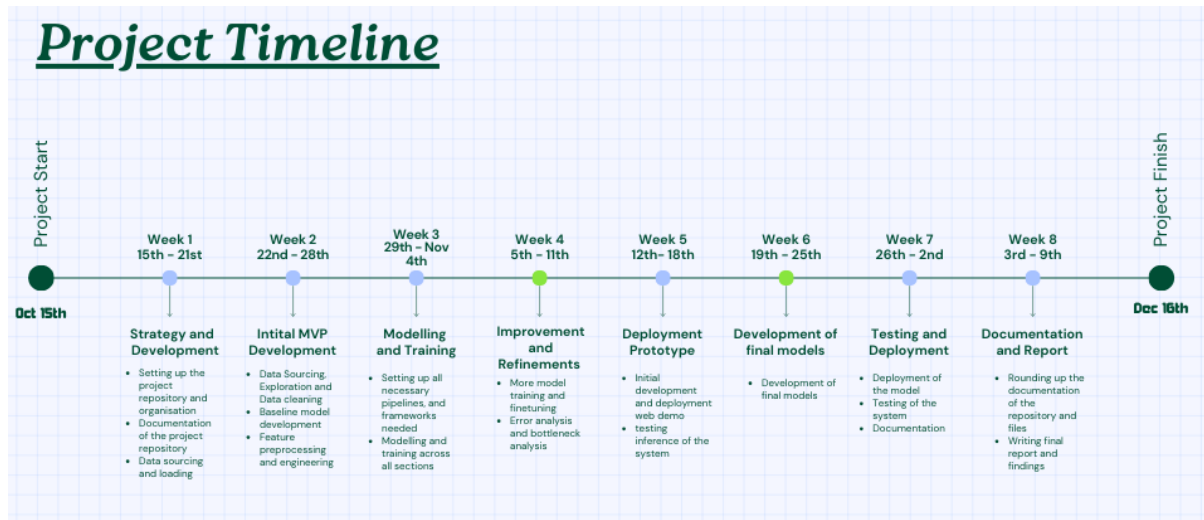 Project Timeline
Project Start
Project Finish
Oct 15th
Dec 16th
Week 1
15th - 21st
Strategy and
Development
Setting up the
project
repository and
organisation
Documentation
of the project
repository
Data sourcing
and loading
Week 2
22nd - 28th
Intital MVP
Development
Data Sourcing,
Exploration and
Data cleaning
Baseline model
development
Feature
preprocessing
and engineering
Week 3
29th - Nov
4th
Modelling
and Training
Setting up all
necessary
pipelines, and
frameworks
needed
Modelling and
training across
all sections
Week 4
5th - 11th
Improvement
and
Refinements
More model
training and
finetuning
Error analysis
and bottleneck
analysis
Week 5
12th- 18th
Deployment
Prototype
Initial
development
and deployment
web demo
testing
inference of the
system
Week 6
19th - 25th
Development of
final models
Development of
final models
Week 7
26th - 2nd
Testing and
Deployment
Deployment of
the model
Testing of the
system
Documentation
Week 8
3rd - 9th
Documentation
and Report
Rounding up the
documentation
of the
repository and
files
Writing final
report and
findings